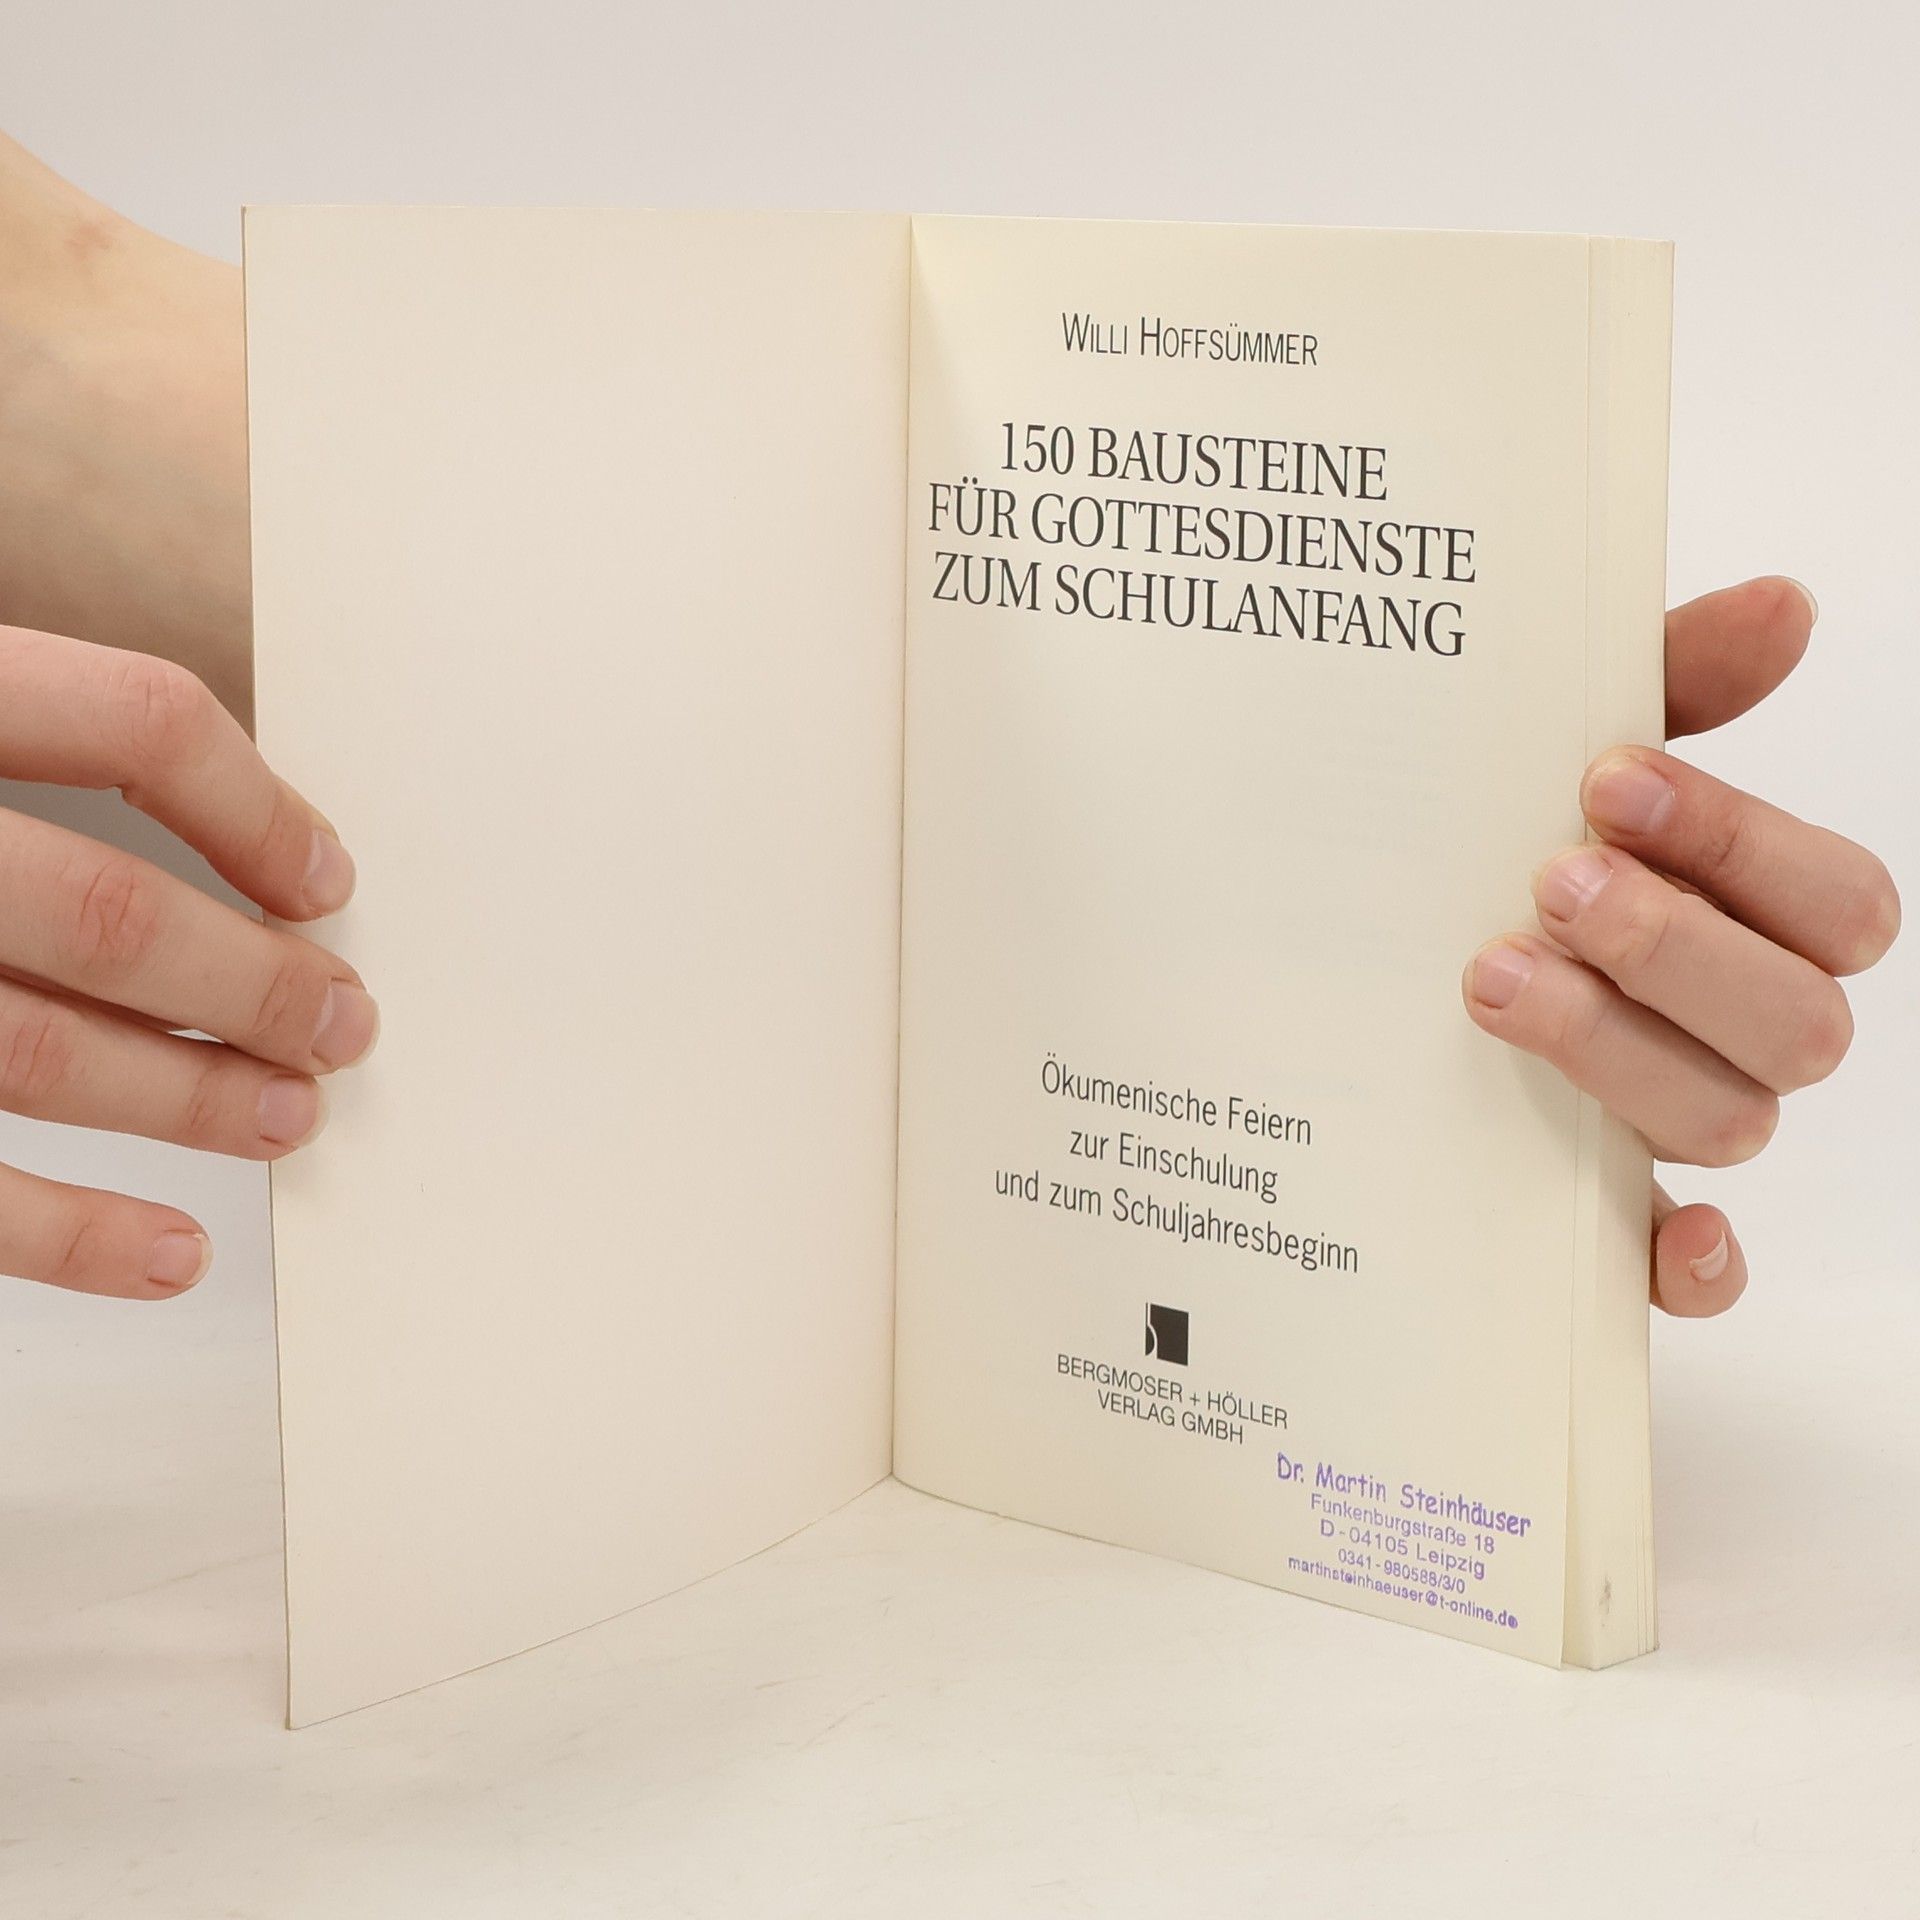 WILLI HOFFSÜMMER
150 BAUSTEINE
FÜR GOTTESDIENSTE
ZUM SCHULANFANG
Ökumenische Feiern
zur Einschulung
und zum Schuljahresbeginn
BERGMOSER + HÖLLER
VERLAG GMBH
Dr. Martin Steinhäuser
Funkenburgstraße 18
D-04105 Leipzig
0341-980588/3/0
martinsteinhaeuser@t-online.de